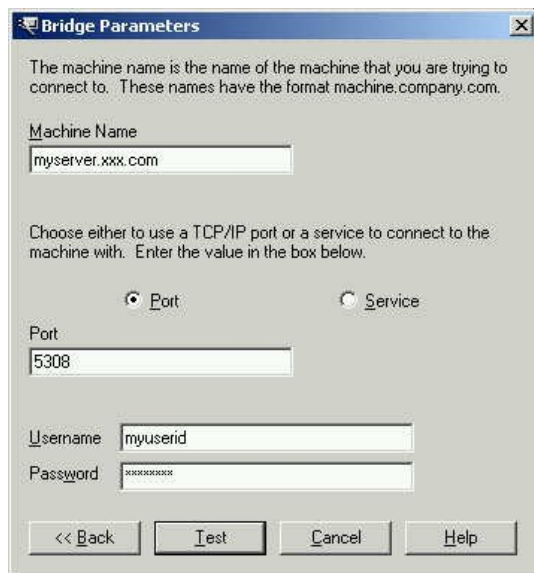 Bridge Parameters
The machine name is the name of the machine that you are trying to
connect to. These names have the format machine.company.com.
Machine Name
myserver.xxx.com
Choose either to use a TCP/IP port or a service to connect to the
machine with. Enter the value in the box below.
Port Service
Port
5308
Username myuserid
Password ××××××××
<< Back Test Cancel Help